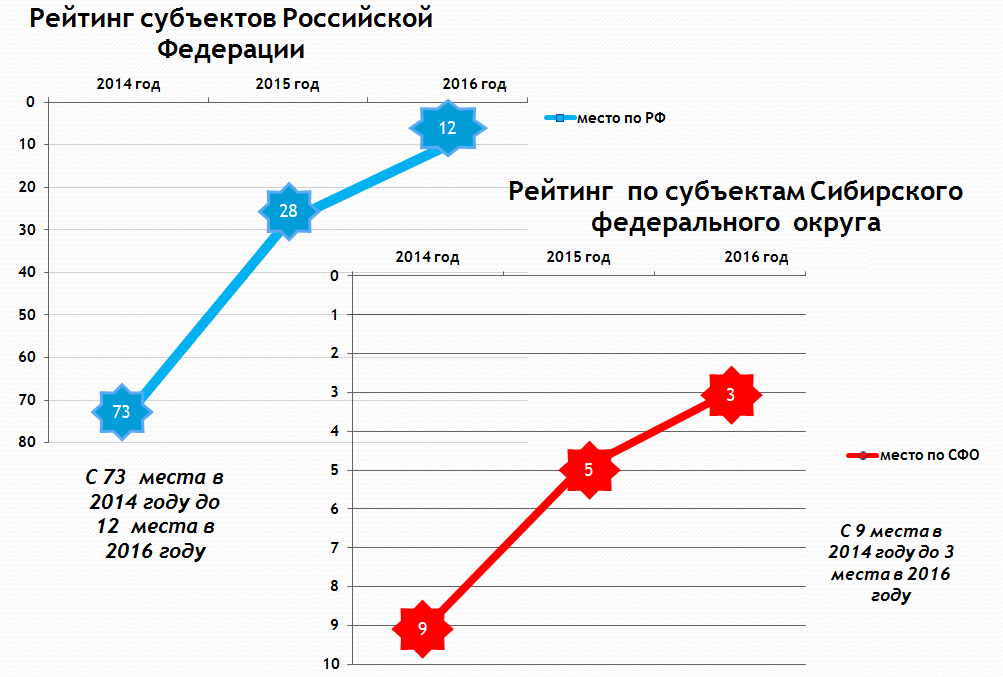 Рейтинг субъектов Российской
Федерации
2014 год
2015 год
2016 год
0
10
20
30
40
50
60
70
80
12
28
73
место по РФ
С 73 места в
2014 году до
12 места в
2016 году
Рейтинг по субъектам Сибирского
федерального округа
2014 год
2015 год
2016 год
0
1
2
3
4
5
6
7
8
9
10
3
5
9
место по СФО
С 9 места в
2014 году до 3
места в 2016
году